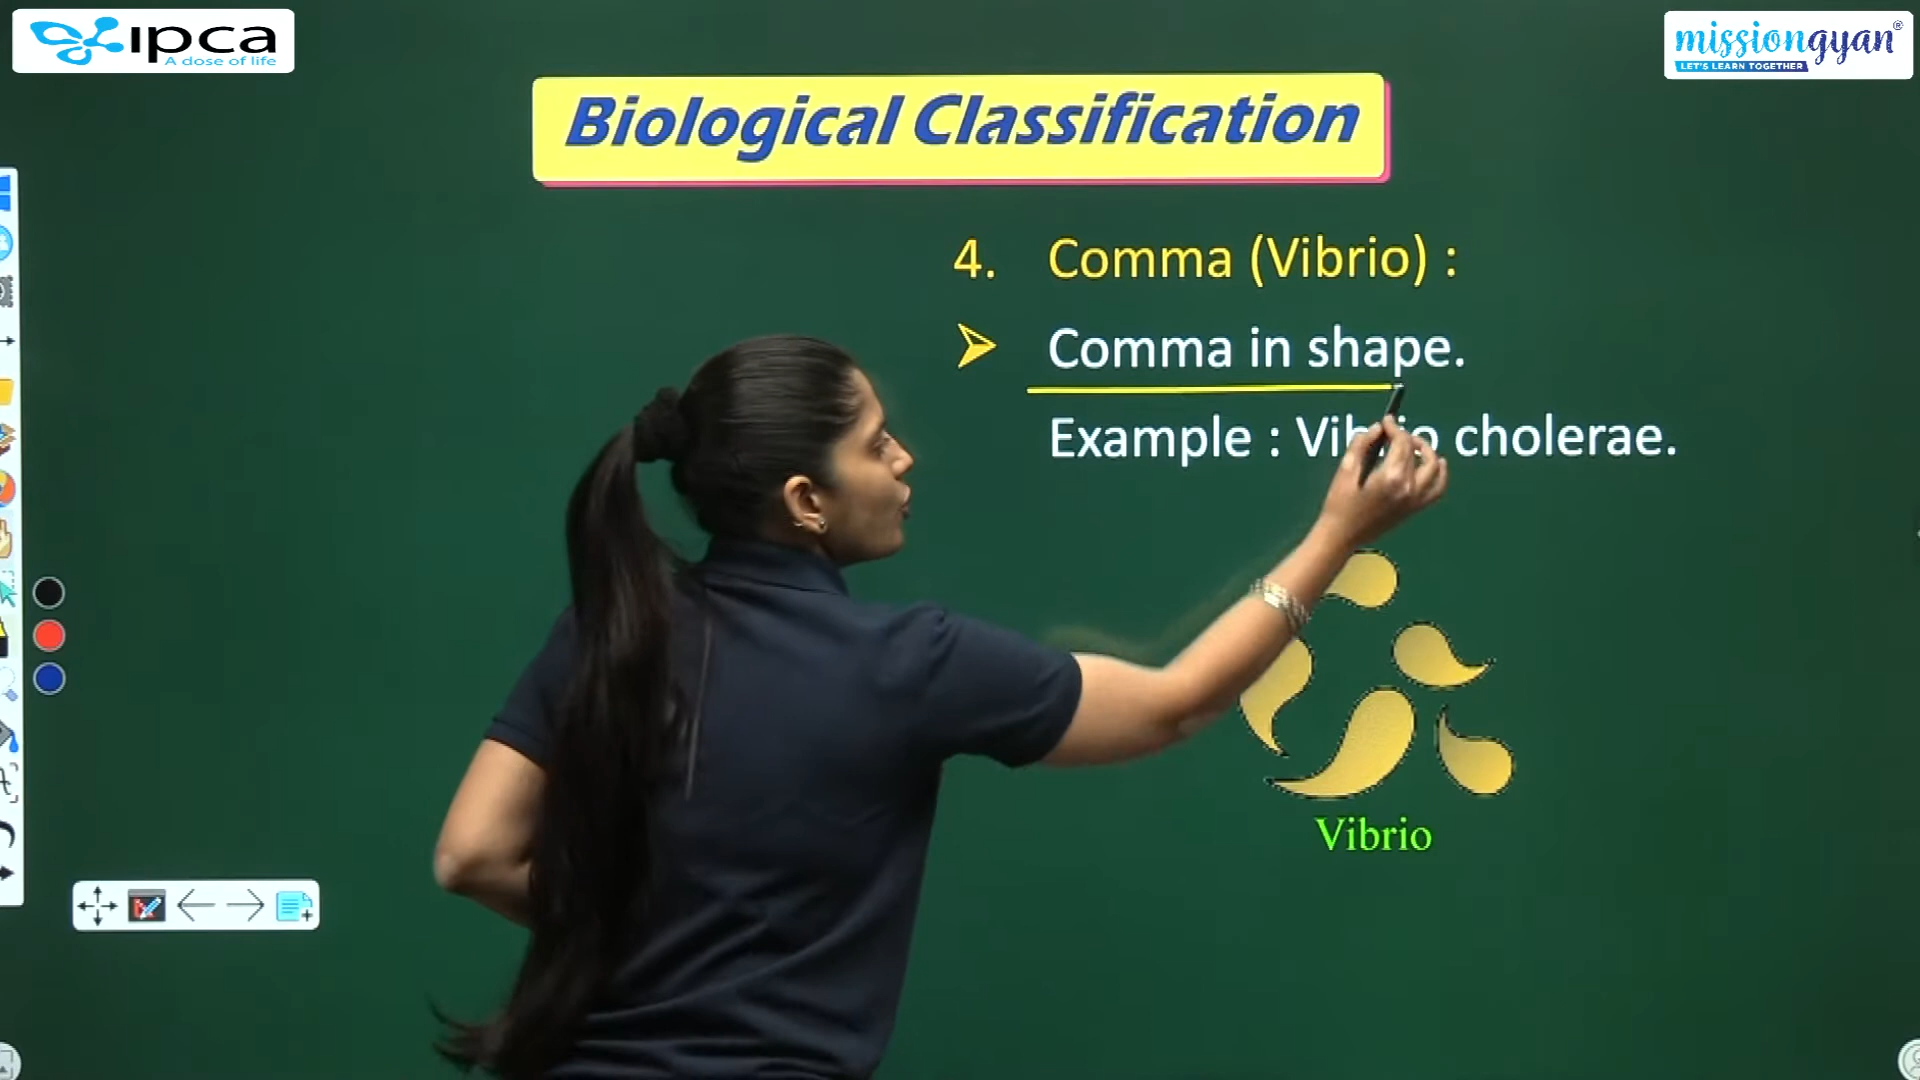 ipca
A dose of life
missiongyan®
LET'S LEARN TOGETHER
Biological Classification
4. Comma (Vibrio) :
Comma in shape.
Example : Vibrio cholerae.
Vibrio